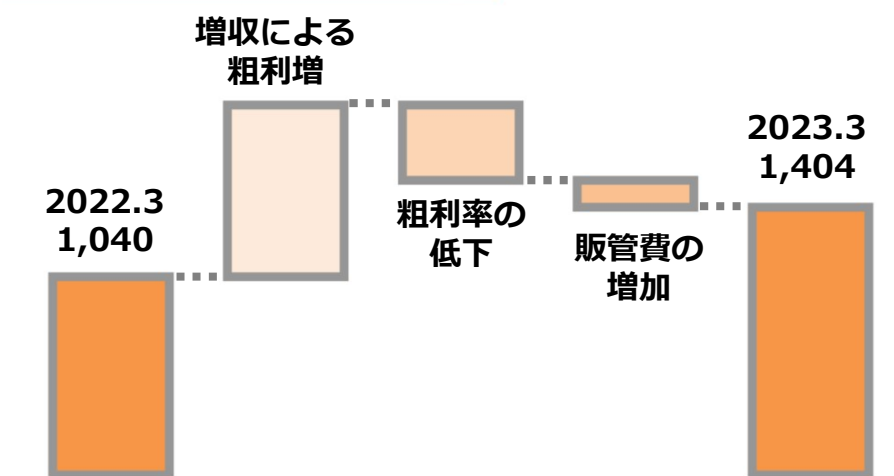 増収による
粗利増
2022.3
1,040
粗利率の
低下
販管費の
増加
2023.3
1,404